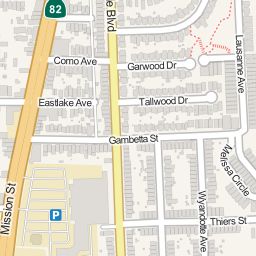 82
e Blvd
Como Ave
Garwood Dr
Lausanne Ave
Eastlake Ave
Tallwood Dr
Gambetta St
Melissa Circle
Mission St
P
Wyandotte Ave
Thiers St